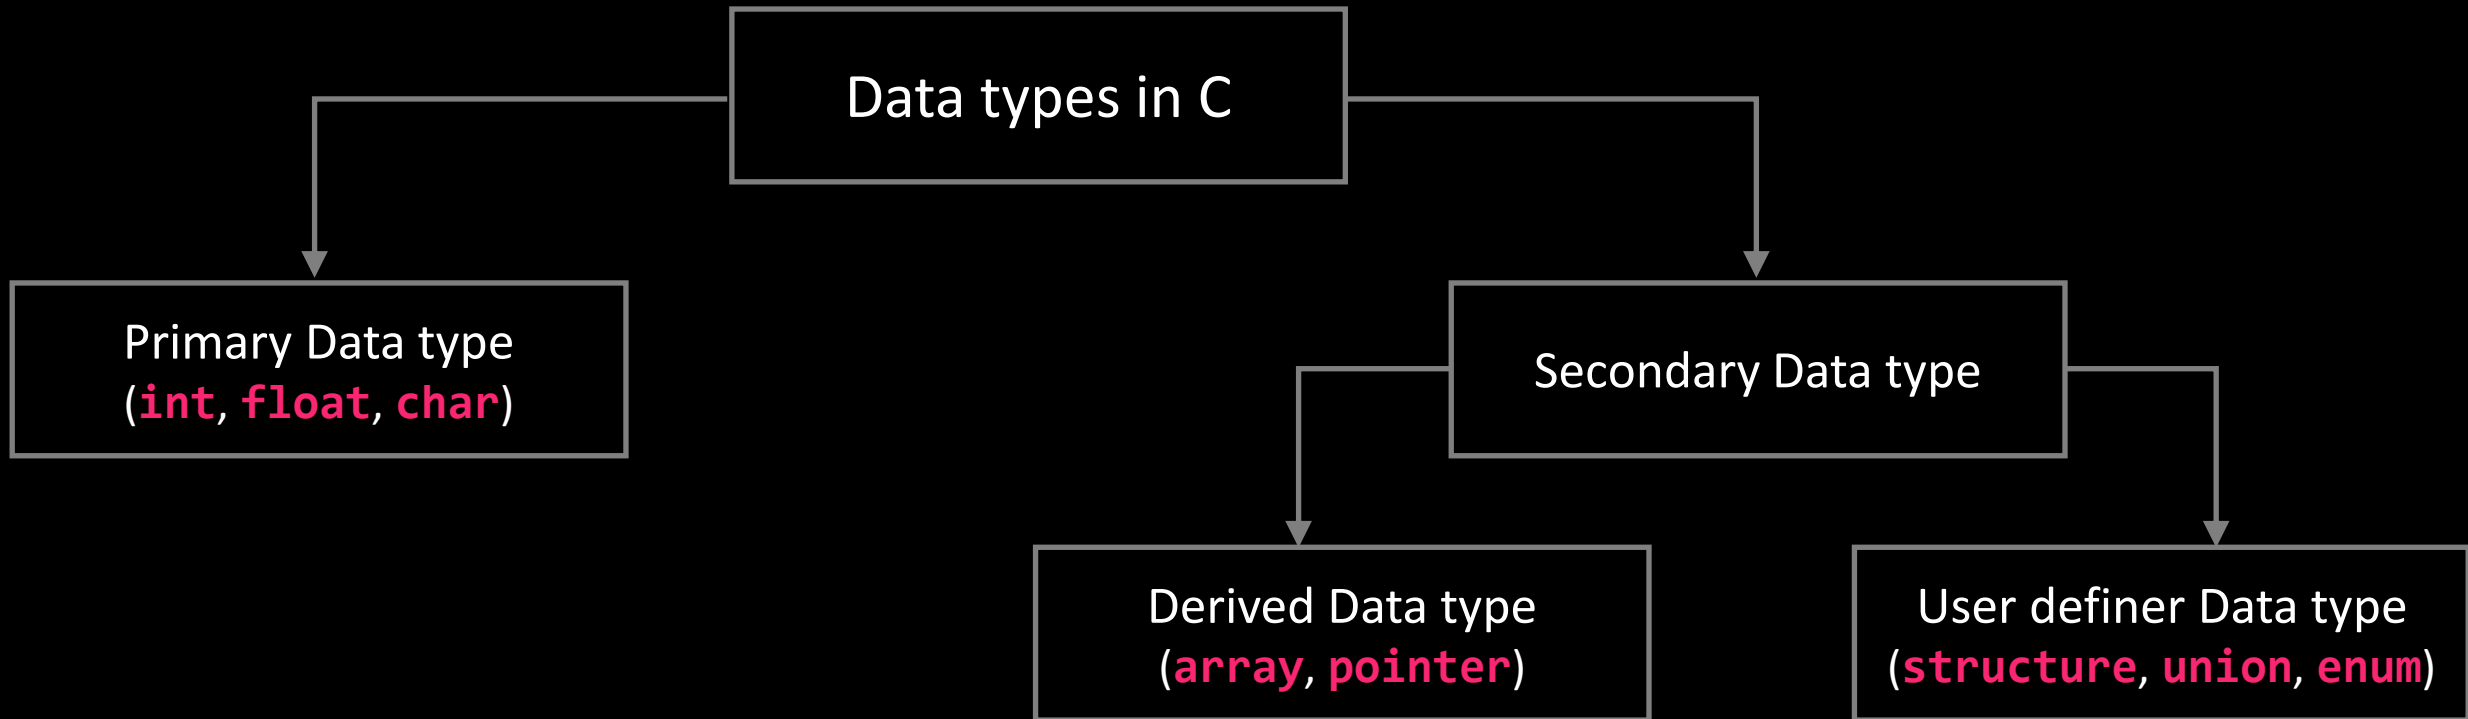 Data types in C
Primary Data type
(int, float, char)
Secondary Data type
Derived Data type
(array, pointer)
User definer Data type
(structure, union, enum)